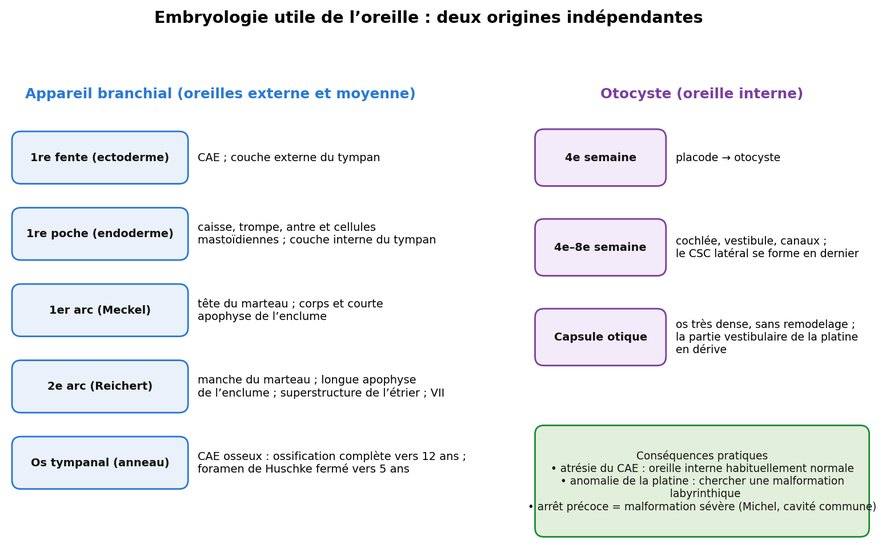 Embryologie utile de l’oreille : deux origines indépendantes
Appareil branchial (oreilles externe et moyenne)
1re fente (ectoderme)
CAE ; couche externe du tympan
1re poche (endoderme)
caisse, trompe, antre et cellules
mastoïdiennes ; couche interne du tympan
1er arc (Meckel)
tête du marteau ; corps et courte
apophyse de l’enclume
2e arc (Reichert)
manche du marteau ; longue apophyse
de l’enclume ; superstructure de l’étrier ; VII
Os tympanal (anneau)
CAE osseux : ossification complète vers 12 ans ;
foramen de Huschke fermé vers 5 ans
Otocyste (oreille interne)
4e semaine
placode → otocyste
4e–8e semaine
cochlée, vestibule, canaux ;
le CSC latéral se forme en dernier
Capsule otique
os très dense, sans remodelage ;
la partie vestibulaire de la platine
en dérive
Conséquences pratiques
• atrésie du CAE : oreille interne habituellement normale
• anomalie de la platine : chercher une malformation
labyrinthique
• arrêt précoce = malformation sévère (Michel, cavité commune)